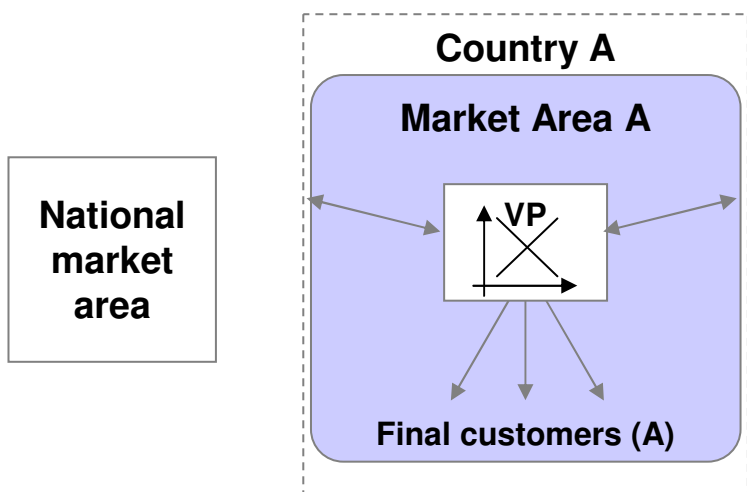 Country A
Market Area A
National
market
area
VP
Final customers (A)